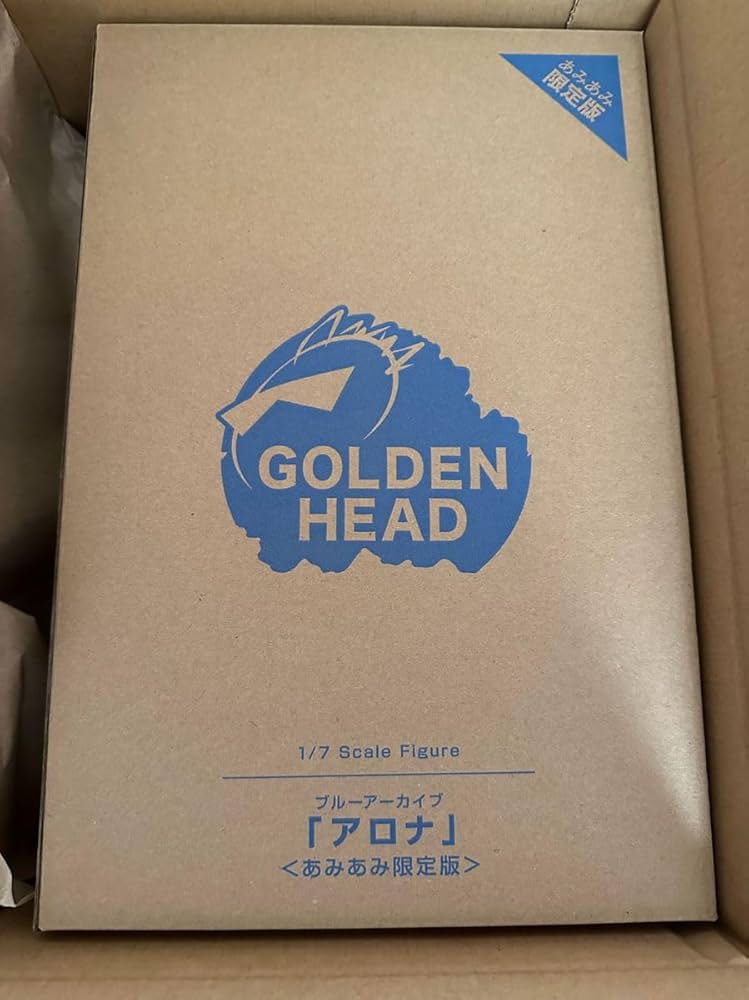 あみあみ
限定版
GOLDEN
HEAD
1/7 Scale Figure
ブルーアーカイブ
「アロナ」
＜あみあみ限定版＞